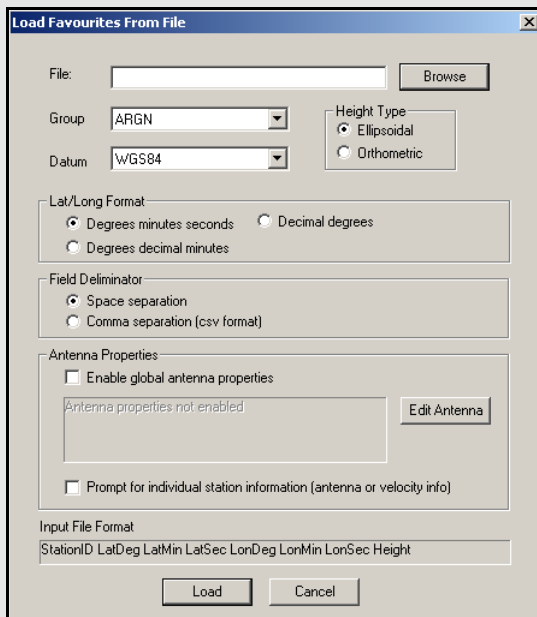 Load Favourites From File
File: Browse
Group ARGN
Datum WGS84
Height Type
Ellipsoidal
Orthometric
Lat/Long Format
Degrees minutes seconds Decimal degrees
Degrees decimal minutes
Field Deliminator
Space separation
Comma separation (csv format)
Antenna Properties
Enable global antenna properties
Antenna properties not enabled
Edit Antenna
Prompt for individual station information (antenna or velocity info)
Input File Format
StationID LatDeg LatMin LatSec LonDeg LonMin LonSec Height
Load Cancel